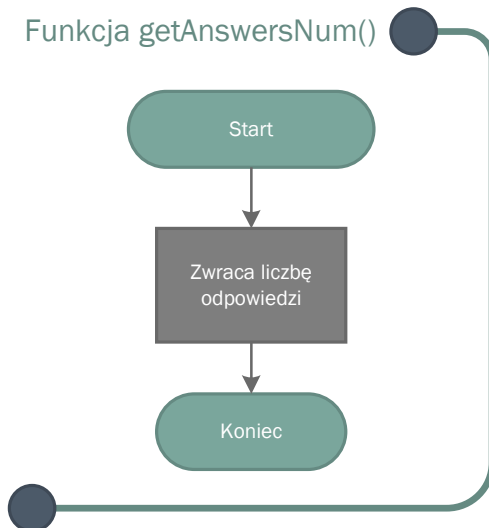 Funkcja getAnswersNum()
Start
Zwraca liczbę
odpowiedzi
Koniec